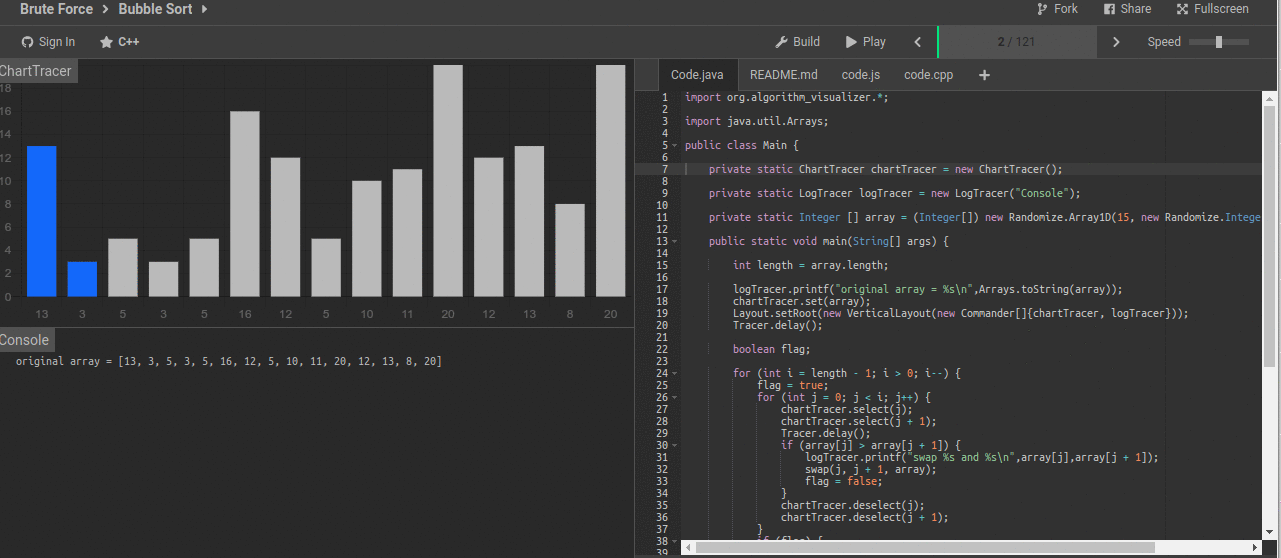 Brute Force > Bubble Sort
Fork Share Fullscreen
Sign In C++
Build Play 2 / 121 Speed
ChartTracer
18
16
14
12
10
8
6
4
2
0
13 3 5 3 5 16 12 5 10 11 20 12 13 8 20
Console
original array = [13, 3, 5, 3, 5, 16, 12, 5, 10, 11, 20, 12, 13, 8, 20]
Code.java README.md code.js code.cpp +
1 import org.algorithm_visualizer.*;
2
3 import java.util.Arrays;
4
5 public class Main {
6
7 private static ChartTracer chartTracer = new ChartTracer();
8
9 private static LogTracer logTracer = new LogTracer("Console");
10
11 private static Integer [] array = (Integer[]) new Randomize.Array1D(15, new Randomize.Intege
12
13 public static void main(String[] args) {
14
15 int length = array.length;
16
17 logTracer.printf("original array = %s\n",Arrays.toString(array));
18 chartTracer.set(array);
19 Layout.setRoot(new VerticalLayout(new Commander[]{chartTracer, logTracer}));
20 Tracer.delay();
21
22 boolean flag;
23
24 for (int i = length - 1; i > 0; i--) {
25 flag = true;
26 for (int j = 0; j < i; j++) {
27 chartTracer.select(j);
28 chartTracer.select(j + 1);
29 Tracer.delay();
30 if (array[j] > array[j + 1]) {
31 logTracer.printf("swap %s and %s\n",array[j],array[j + 1]);
32 swap(j, j + 1, array);
33 flag = false;
34 }
35 chartTracer.deselect(j);
36 chartTracer.deselect(j + 1);
37 }
38 if (flag) {
39